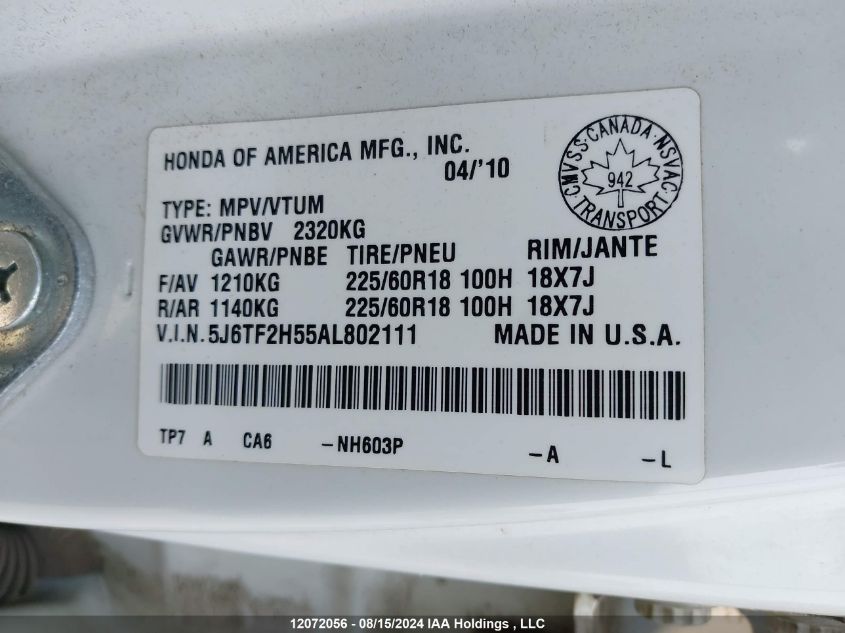 HONDA OF AMERICA MFG., INC.
04/'10
CMVSS·CANADA·NSVAC
942
TRANSPORT
TYPE: MPV/VTUM
GVWR/PNBV 2320KG
GAWR/PNBE TIRE/PNEU RIM/JANTE
F/AV 1210KG 225/60R18 100H 18X7J
R/AR 1140KG 225/60R18 100H 18X7J
V.I.N.5J6TF2H55AL802111 MADE IN U.S.A.
TP7 A CA6 -NH603P -A -L
12072056 - 08/15/2024 IAA Holdings , LLC